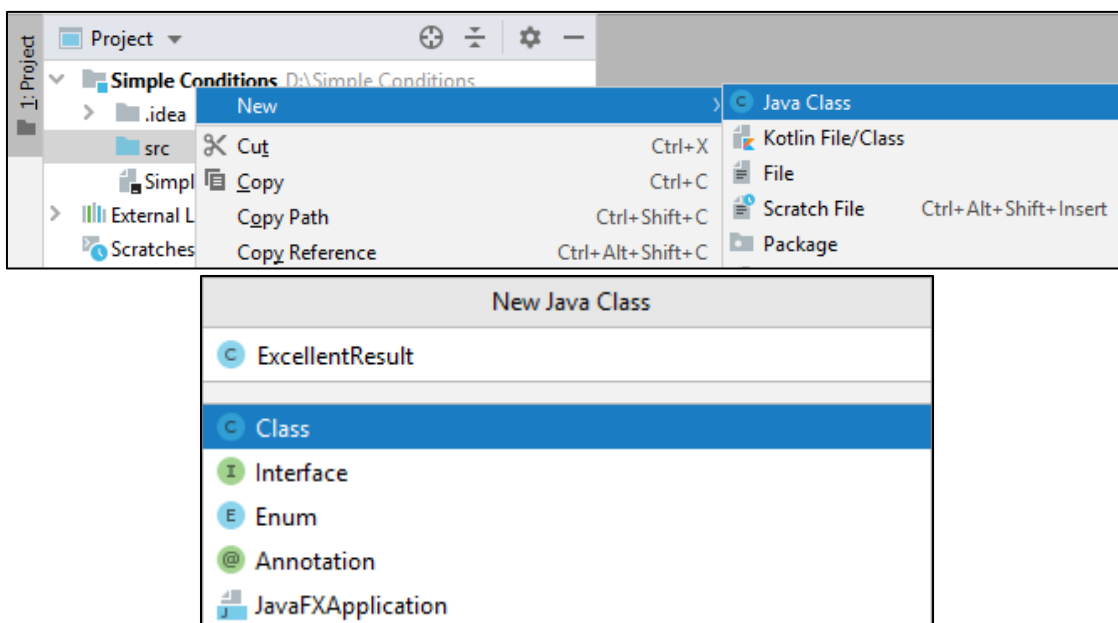 1: Project
Project
Simple Conditions D:\Simple Conditions
.idea
New
Java Class
src
Cut Ctrl+X
Kotlin File/Class
Simpl
Copy Ctrl+C
File
External L
Copy Path Ctrl+Shift+C
Scratch File Ctrl+Alt+Shift+Insert
Scratches
Copy Reference Ctrl+Alt+Shift+C
Package
New Java Class
C ExcellentResult
C Class
I Interface
E Enum
@ Annotation
J JavaFXApplication